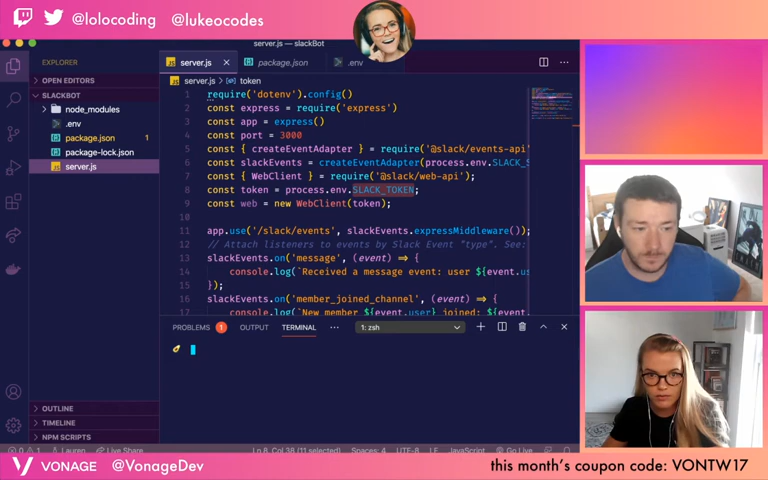 @lolocoding @lukeocodes
server.js — slackBot
EXPLORER
server.js
package.json
.env
OPEN EDITORS
server.js > token
SLACKBOT
node_modules
.env
package.json 1
package-lock.json
server.js
1 require('dotenv').config()
2 const express = require('express')
3 const app = express()
4 const port = 3000
5 const { createEventAdapter } = require('@slack/events-api'
6 const slackEvents = createEventAdapter(process.env.SLACK_S
7 const { WebClient } = require('@slack/web-api');
8 const token = process.env.SLACK_TOKEN;
9 const web = new WebClient(token);
10
11 app.use('/slack/events', slackEvents.expressMiddleware());
12 // Attach listeners to events by Slack Event "type". See:
13 slackEvents.on('message', (event) => {
14 console.log(`Received a message event: user ${event.us
15 });
16 slackEvents.on('member_joined_channel', (event) => {
17 console.log(`New member ${event.user} joined: ${event.
PROBLEMS 1 OUTPUT TERMINAL ··· 1: zsh
OUTLINE
TIMELINE
NPM SCRIPTS
0 1 Lauren Live Share Ln 8, Col 38 (11 selected) Spaces: 4 UTF-8 LF JavaScript Go Live
VONAGE @VonageDev
this month's coupon code: VONTW17